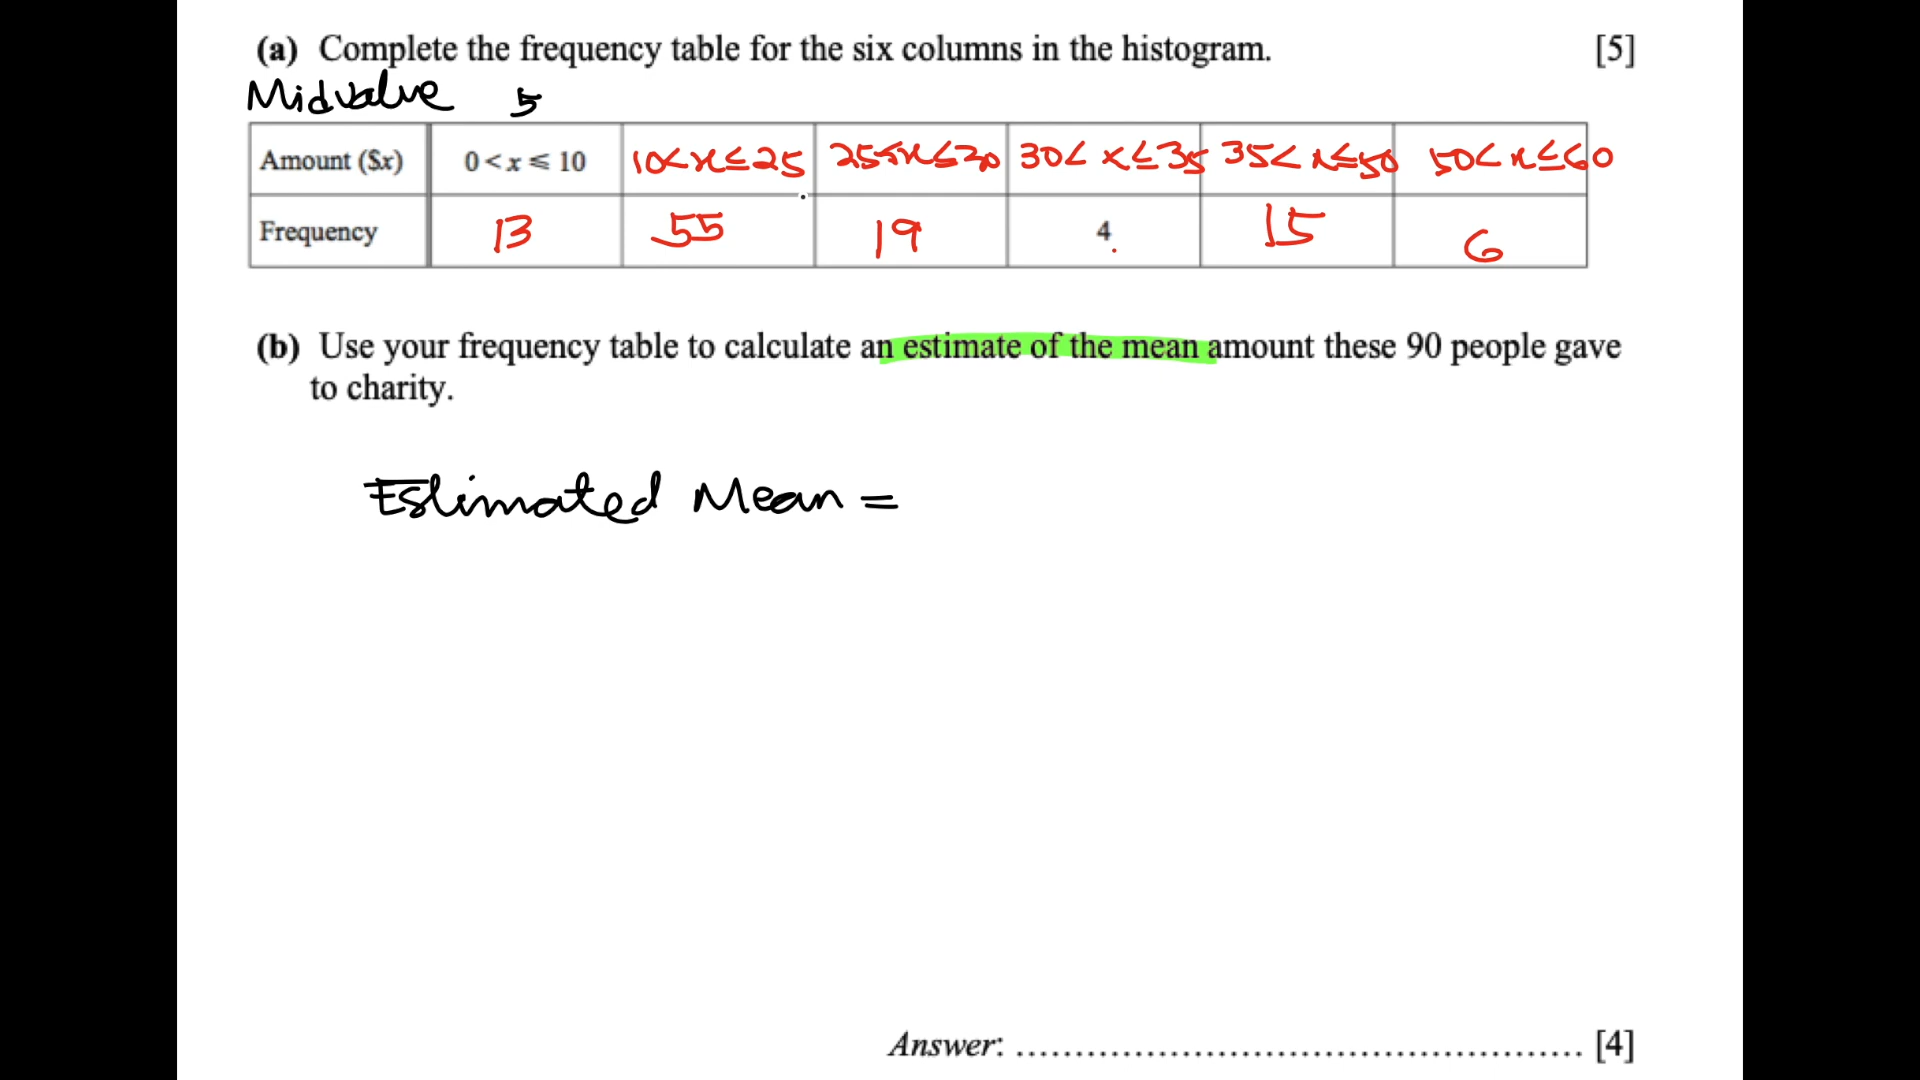 (a) Complete the frequency table for the six columns in the histogram. [5]
Midvalue 5
Amount ($x) 0 < x ⩽ 10 10<x≤25 25<x≤30 30< x≤35 35< x≤50 50< x≤60
Frequency 13 55 19 4 15 6
(b) Use your frequency table to calculate an estimate of the mean amount these 90 people gave
to charity.
Estimated Mean =
Answer: ................................................ [4]